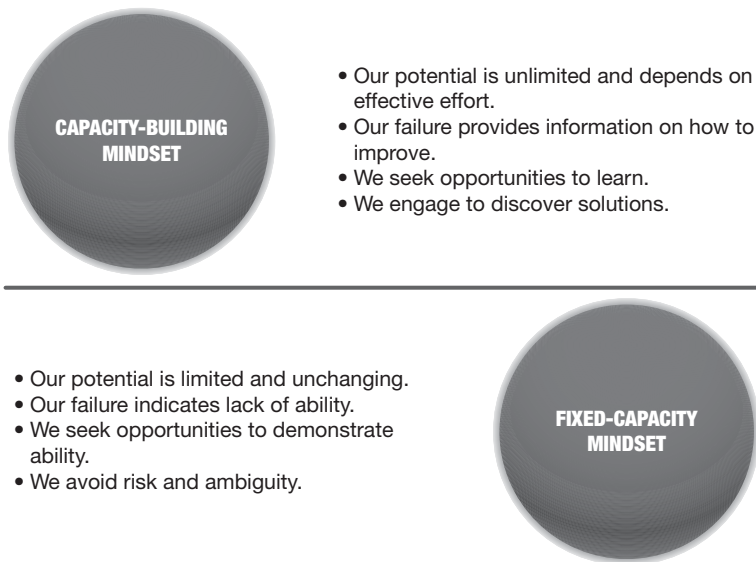 CAPACITY-BUILDING
MINDSET
• Our potential is unlimited and depends on
effective effort.
• Our failure provides information on how to
improve.
• We seek opportunities to learn.
• We engage to discover solutions.
• Our potential is limited and unchanging.
• Our failure indicates lack of ability.
• We seek opportunities to demonstrate
ability.
• We avoid risk and ambiguity.
FIXED-CAPACITY
MINDSET